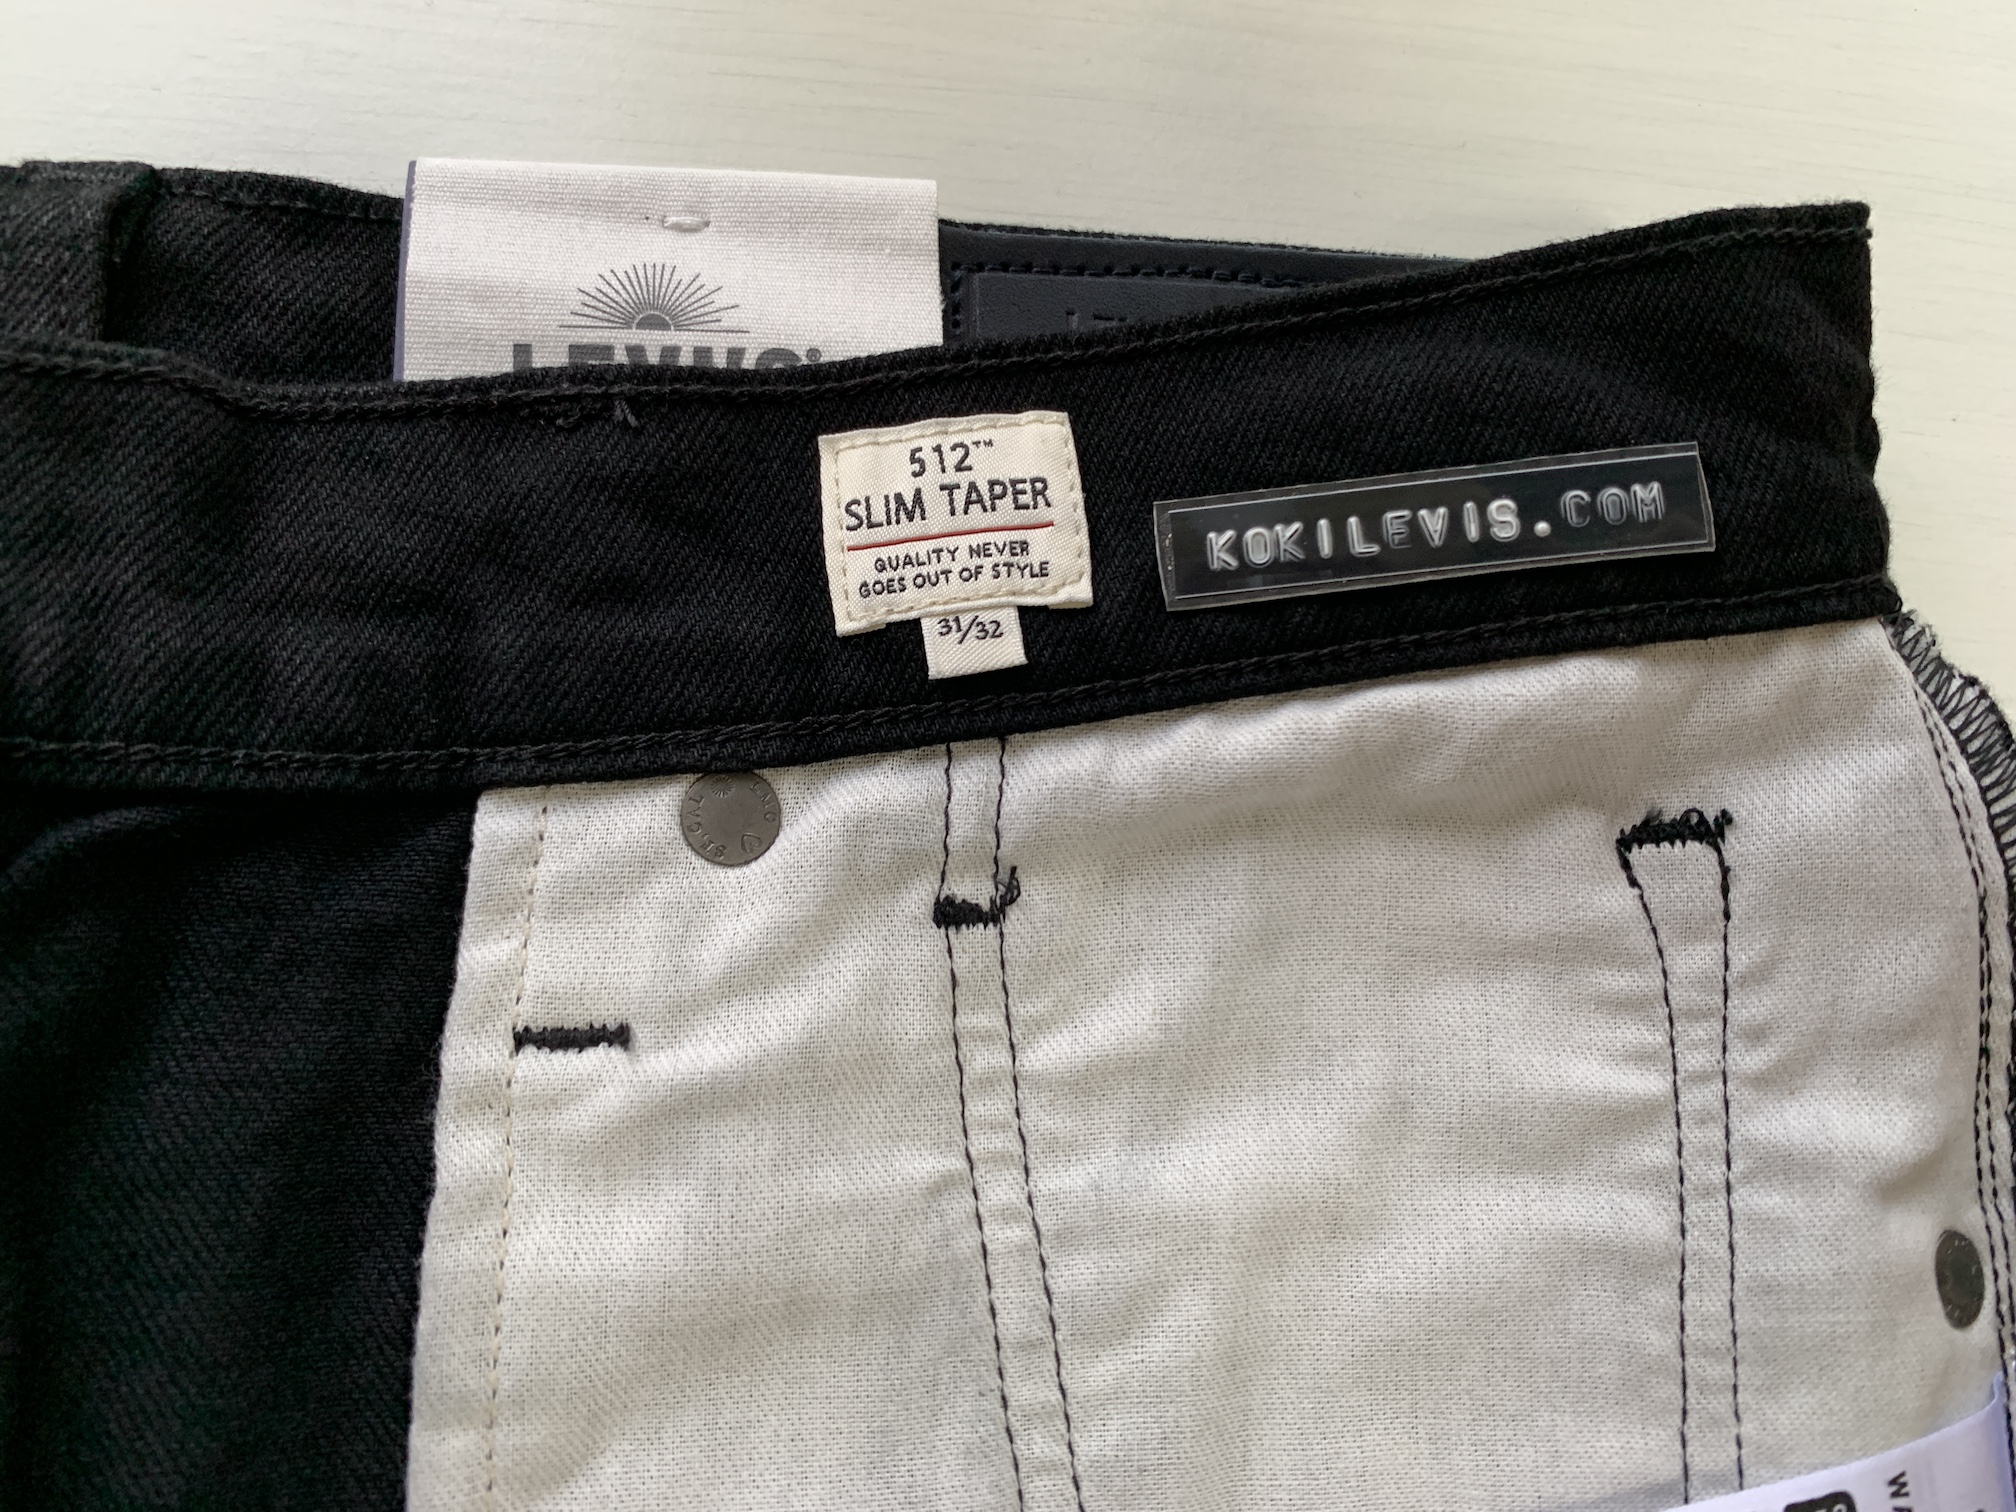 512™
SLIM TAPER
QUALITY NEVER
GOES OUT OF STYLE
31/32
KOKILEVIS.COM